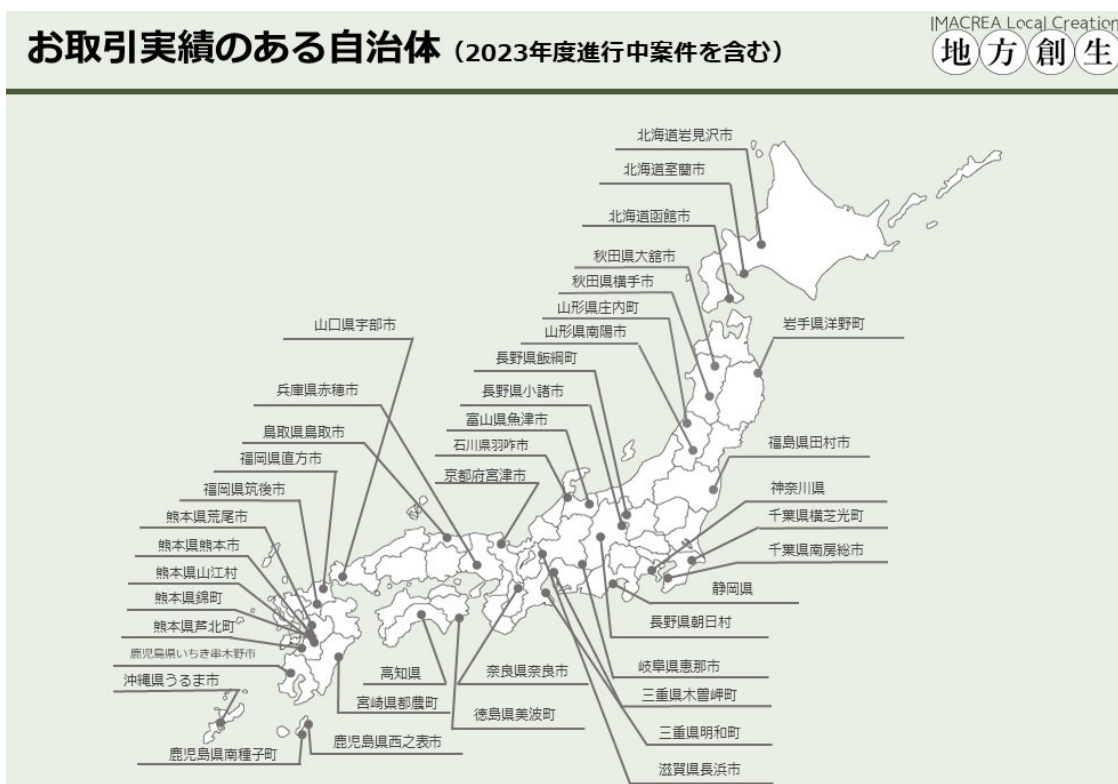 お取引実績のある自治体（2023年度進行中案件を含む）
IMACREA Local Creation
地方創生
北海道岩見沢市
北海道室蘭市
北海道函館市
秋田県大舘市
秋田県横手市
山形県庄内町
山形県南陽市
長野県飯綱町
長野県小諸市
富山県魚津市
石川県羽咋市
京都府宮津市
山口県宇部市
兵庫県赤穂市
鳥取県鳥取市
福岡県直方市
福岡県筑後市
熊本県荒尾市
熊本県熊本市
熊本県山江村
熊本県錦町
熊本県芦北町
鹿児島県いちき串木野市
沖縄県うるま市
鹿児島県南種子町
鹿児島県西之表市
宮崎県都農町
高知県
徳島県美波町
奈良県奈良市
岩手県洋野町
福島県田村市
神奈川県
千葉県横芝光町
千葉県南房総市
静岡県
長野県朝日村
岐阜県恵那市
三重県木曽岬町
三重県明和町
滋賀県長浜市